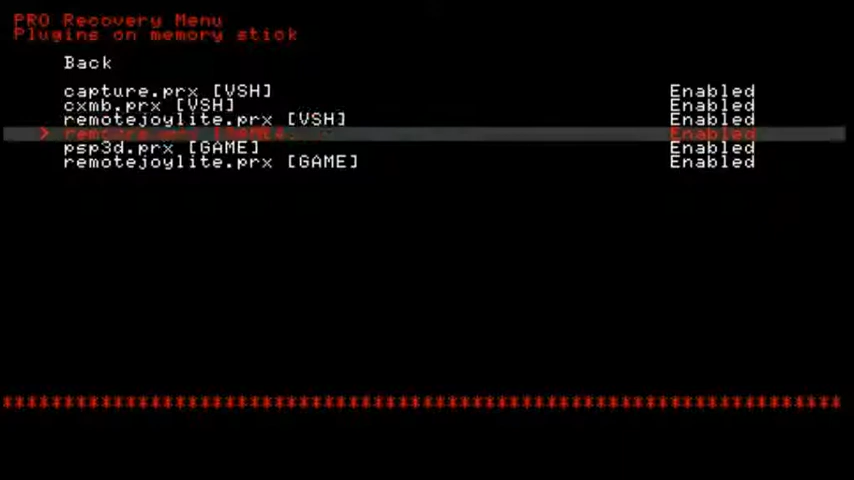 PRO Recovery Menu
Plugins on memory stick
Back
capture.prx [VSH] Enabled
cxmb.prx [VSH] Enabled
remotejoylite.prx [VSH] Enabled
> Enabled
psp3d.prx [GAME] Enabled
remotejoylite.prx [GAME] Enabled
**********************************************************************